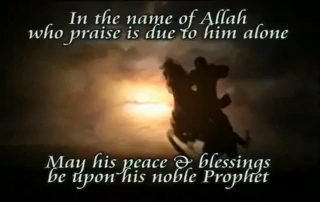 In the name of Allah
who praise is due to him alone
May his peace & blessings
be upon his noble Prophet